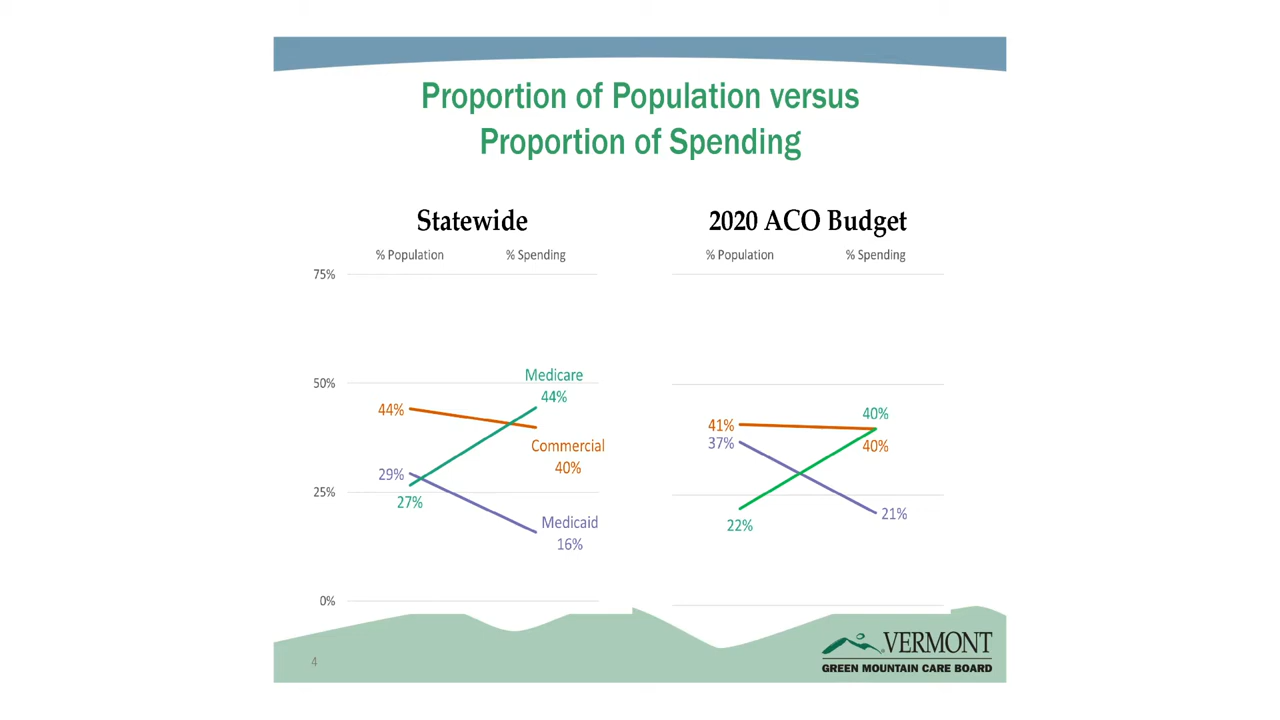 Proportion of Population versus
Proportion of Spending
Statewide
% Population % Spending
75%
50%
25%
0%
44%
29%
27%
Medicare
44%
Commercial
40%
Medicaid
16%
2020 ACO Budget
% Population % Spending
41%
37%
22%
40%
40%
21%
4
VERMONT
GREEN MOUNTAIN CARE BOARD